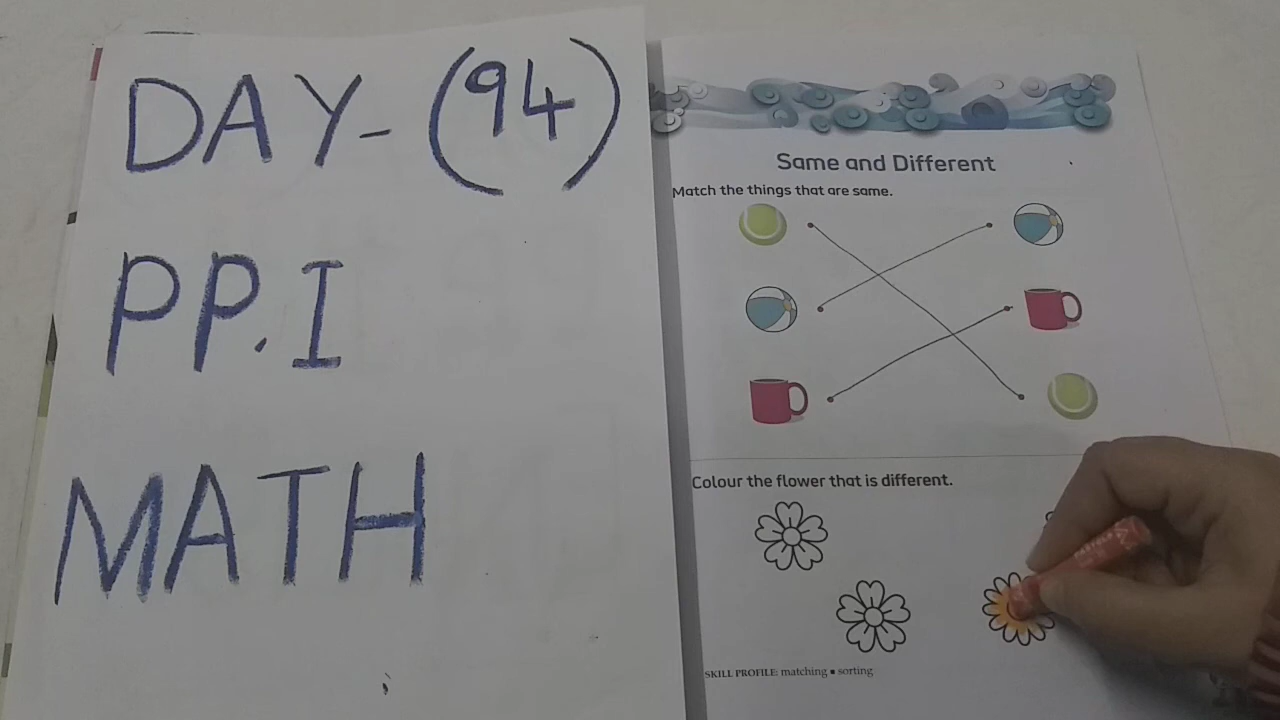 DAY-(94)
PP.I
MATH
Same and Different
Match the things that are same.
Colour the flower that is different.
SKILL PROFILE: matching ▪ sorting